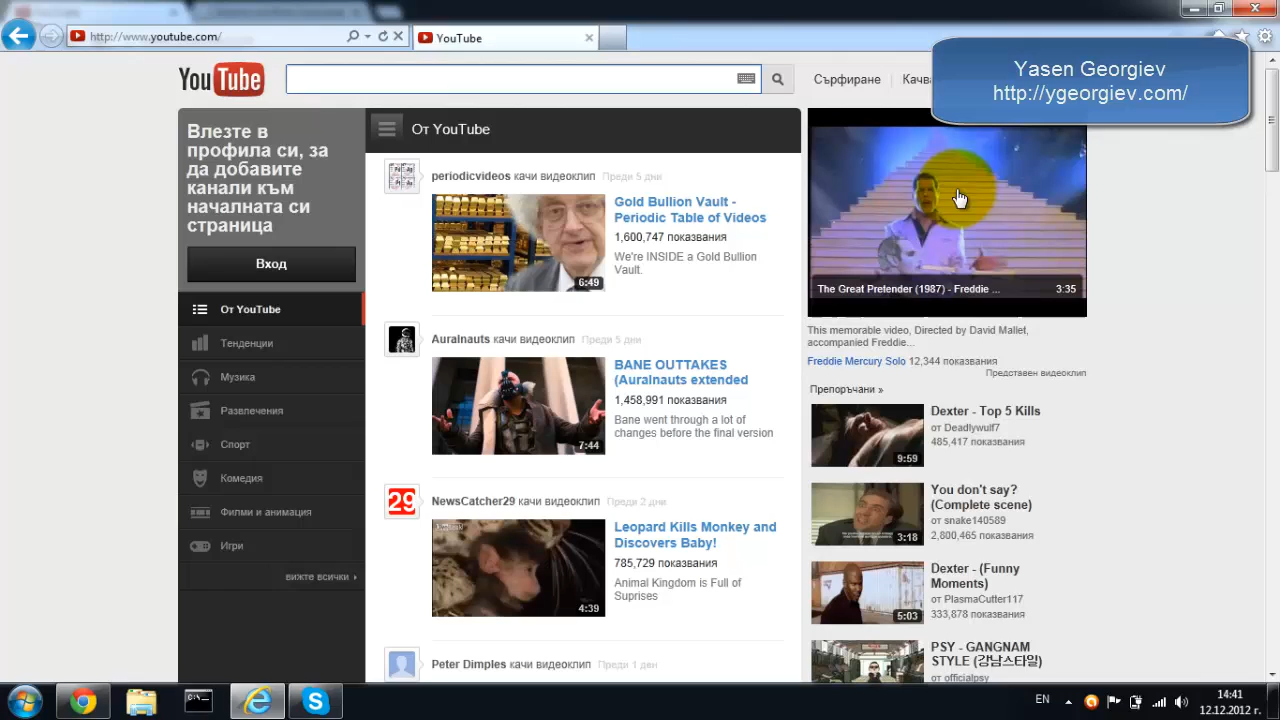 http://www.youtube.com/
YouTube
Yasen Georgiev
http://ygeorgiev.com/
YouTube
Сърфиране
Кач
Влезте в
профила си, за
да добавите
канали към
началната си
страница
Вход
От YouTube
Тенденции
Музика
Развлечения
Спорт
Комедия
Филми и анимация
Игри
вижте всички
От YouTube
periodicvideos качи видеоклип Преди 5 дни
Gold Bullion Vault -
Periodic Table of Videos
1,600,747 показвания
We're INSIDE a Gold Bullion
Vault.
6:49
Auralnauts качи видеоклип Преди 5 дни
BANE OUTTAKES
(Auralnauts extended
1,458,991 показвания
Bane went through a lot of
changes before the final version
7:44
29
NewsCatcher29 качи видеоклип Преди 2 дни
Leopard Kills Monkey and
Discovers Baby!
785,729 показвания
Animal Kingdom is Full of
Suprises
4:39
Peter Dimples качи видеоклип Преди 1 ден
The Great Pretender (1987) - Freddie ... 3:35
This memorable video, Directed by David Mallet,
accompanied Freddie...
Freddie Mercury Solo 12,344 показвания
Представен видеоклип
Препоръчани »
Dexter - Top 5 Kills
от Deadlywulf7
485,417 показвания
9:59
You don't say?
(Complete scene)
от snake140589
2,800,465 показвания
3:18
Dexter - (Funny
Moments)
от PlasmaCutter117
333,878 показвания
5:03
PSY - GANGNAM
STYLE (강남스타일)
от officialpsy
EN
14:41
12.12.2012 г.